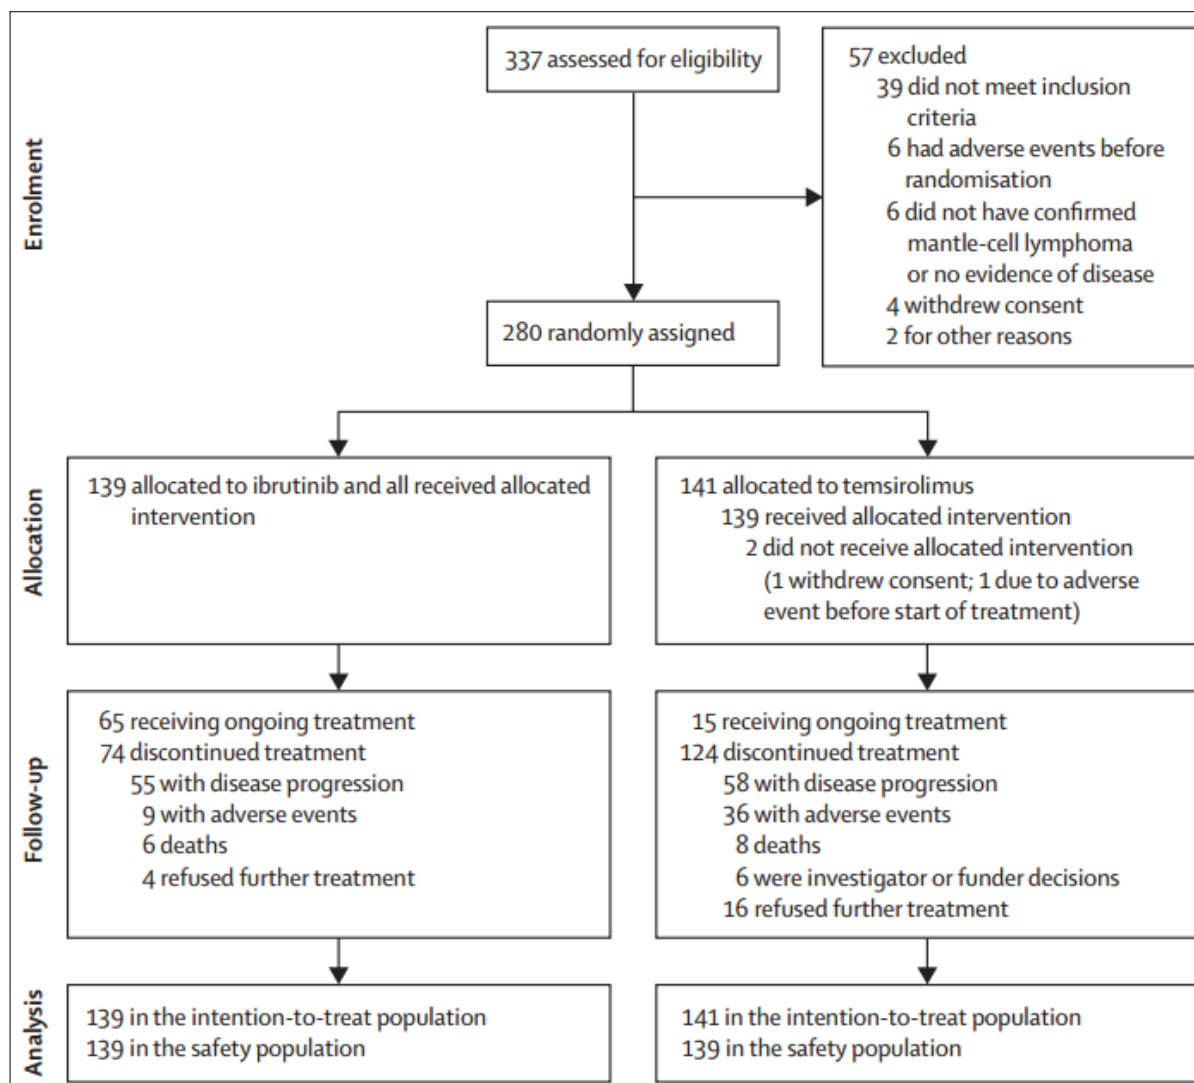 337 assessed for eligibility
57 excluded
39 did not meet inclusion
criteria
6 had adverse events before
randomisation
6 did not have confirmed
mantle-cell lymphoma
or no evidence of disease
4 withdrew consent
2 for other reasons
Enrolment
280 randomly assigned
Allocation
139 allocated to ibrutinib and all received allocated
intervention
141 allocated to temsirolimus
139 received allocated intervention
2 did not receive allocated intervention
(1 withdrew consent; 1 due to adverse
event before start of treatment)
Follow-up
65 receiving ongoing treatment
74 discontinued treatment
55 with disease progression
9 with adverse events
6 deaths
4 refused further treatment
15 receiving ongoing treatment
124 discontinued treatment
58 with disease progression
36 with adverse events
8 deaths
6 were investigator or funder decisions
16 refused further treatment
Analysis
139 in the intention-to-treat population
139 in the safety population
141 in the intention-to-treat population
139 in the safety population